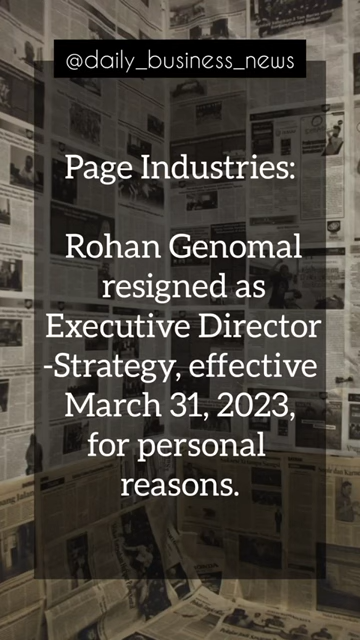 @daily_business_news
Page Industries:
Rohan Genomal
resigned as
Executive Director
-Strategy, effective
March 31, 2023,
for personal
reasons.